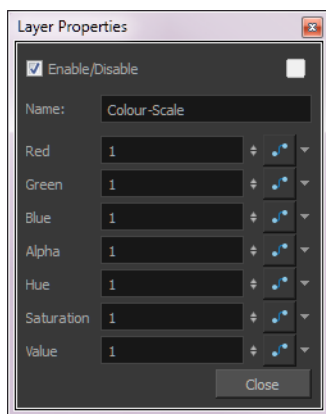 Layer Properties
Enable/Disable
Name: Colour-Scale
Red 1
Green 1
Blue 1
Alpha 1
Hue 1
Saturation 1
Value 1
Close